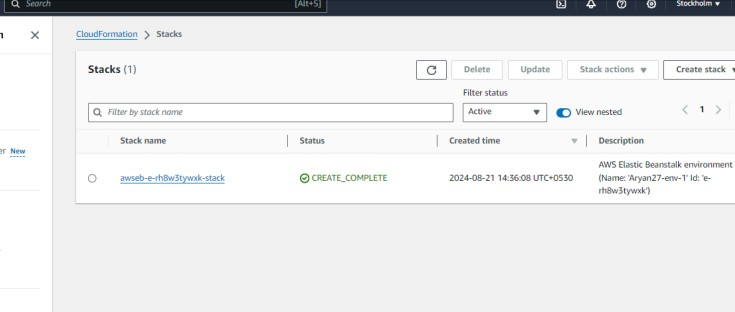 Search [Alt+S] Stockholm
CloudFormation > Stacks
Stacks (1)
Delete Update Stack actions Create stack
Filter status
Filter by stack name Active View nested 1
Stack name Status Created time Description
New
awseb-e-rh8w3tywxk-stack CREATE_COMPLETE 2024-08-21 14:36:08 UTC+0530 AWS Elastic Beanstalk environment
(Name: 'Aryan27-env-1' Id: 'e-
rh8w3tywxk')